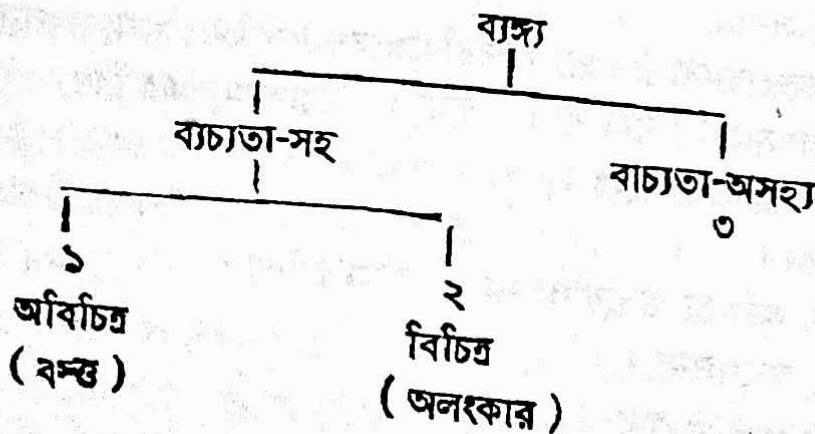 ব্যঙ্গ্য
ব্যচ্যতা-সহ
বাচ্যতা-অসহ্য
৩
১
অবিচিত্র
( বস্তু )
২
বিচিত্র
( অলংকার )